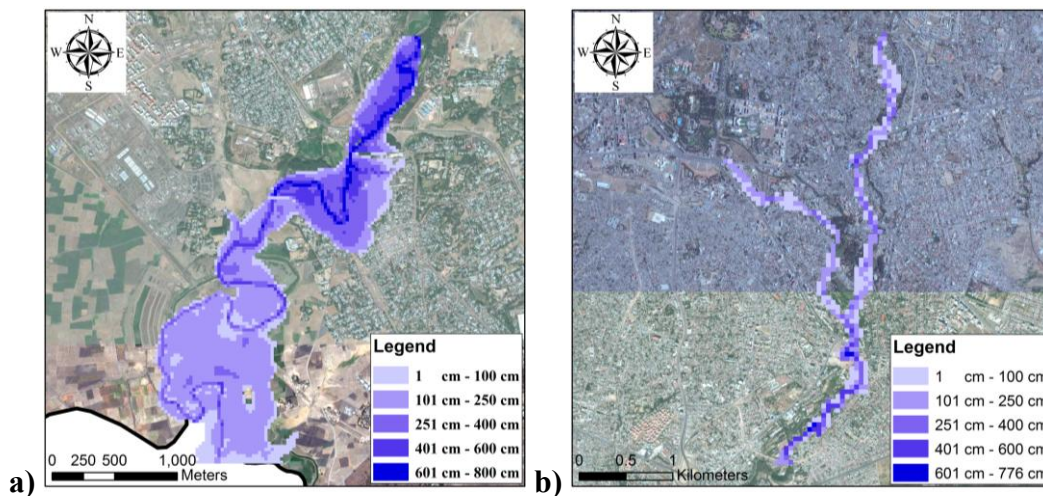 N
W E
S
Legend
1 cm - 100 cm
101 cm - 250 cm
251 cm - 400 cm
401 cm - 600 cm
601 cm - 800 cm
0 250 500 1,000
Meters
a)
N
W E
S
Legend
1 cm - 100 cm
101 cm - 250 cm
251 cm - 400 cm
401 cm - 600 cm
601 cm - 776 cm
0 0.5 1
Kilometers
b)